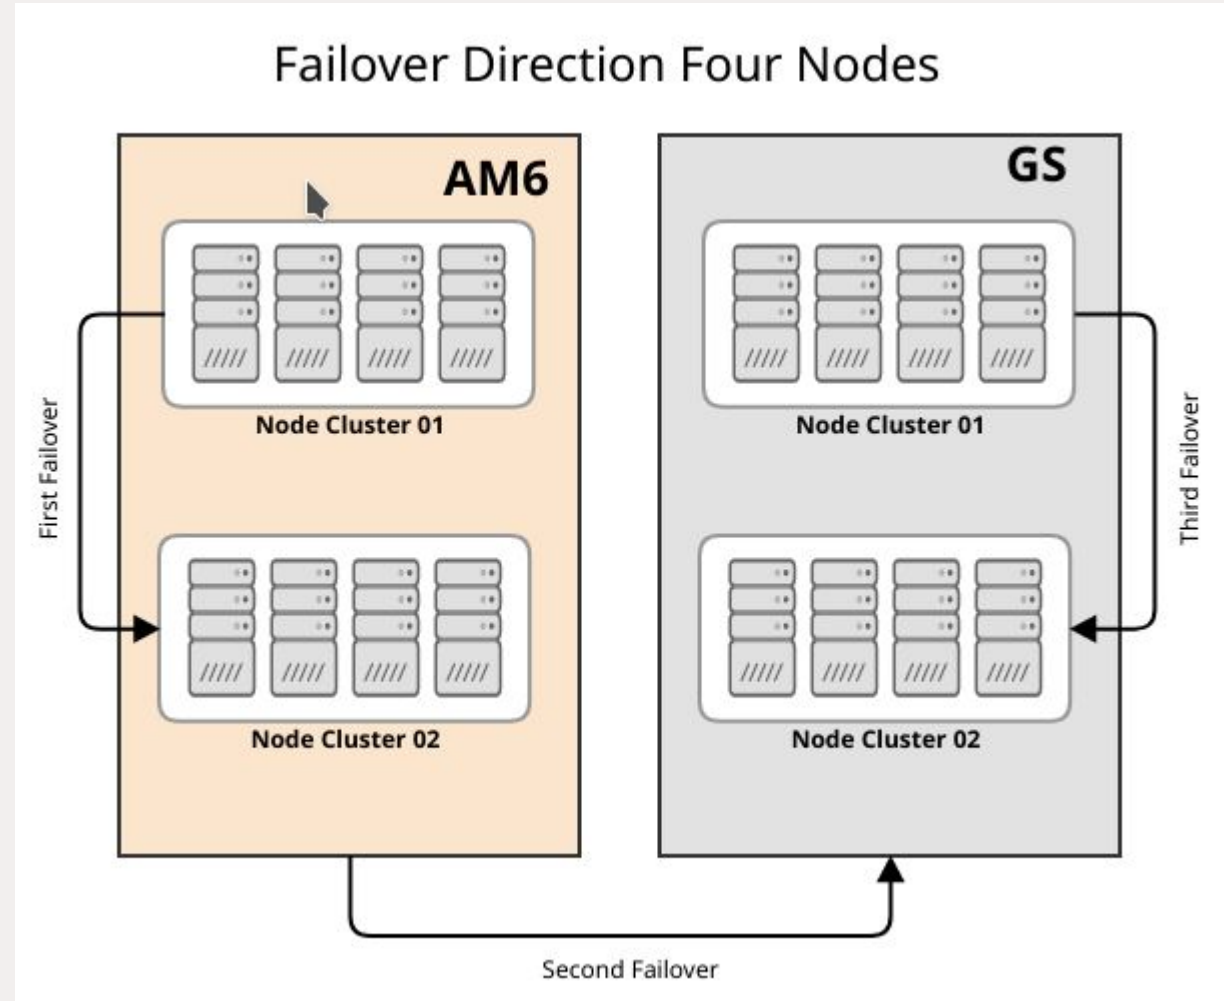 Failover Direction Four Nodes
AM6
GS
Node Cluster 01
Node Cluster 01
First Failover
Third Failover
Node Cluster 02
Node Cluster 02
Second Failover